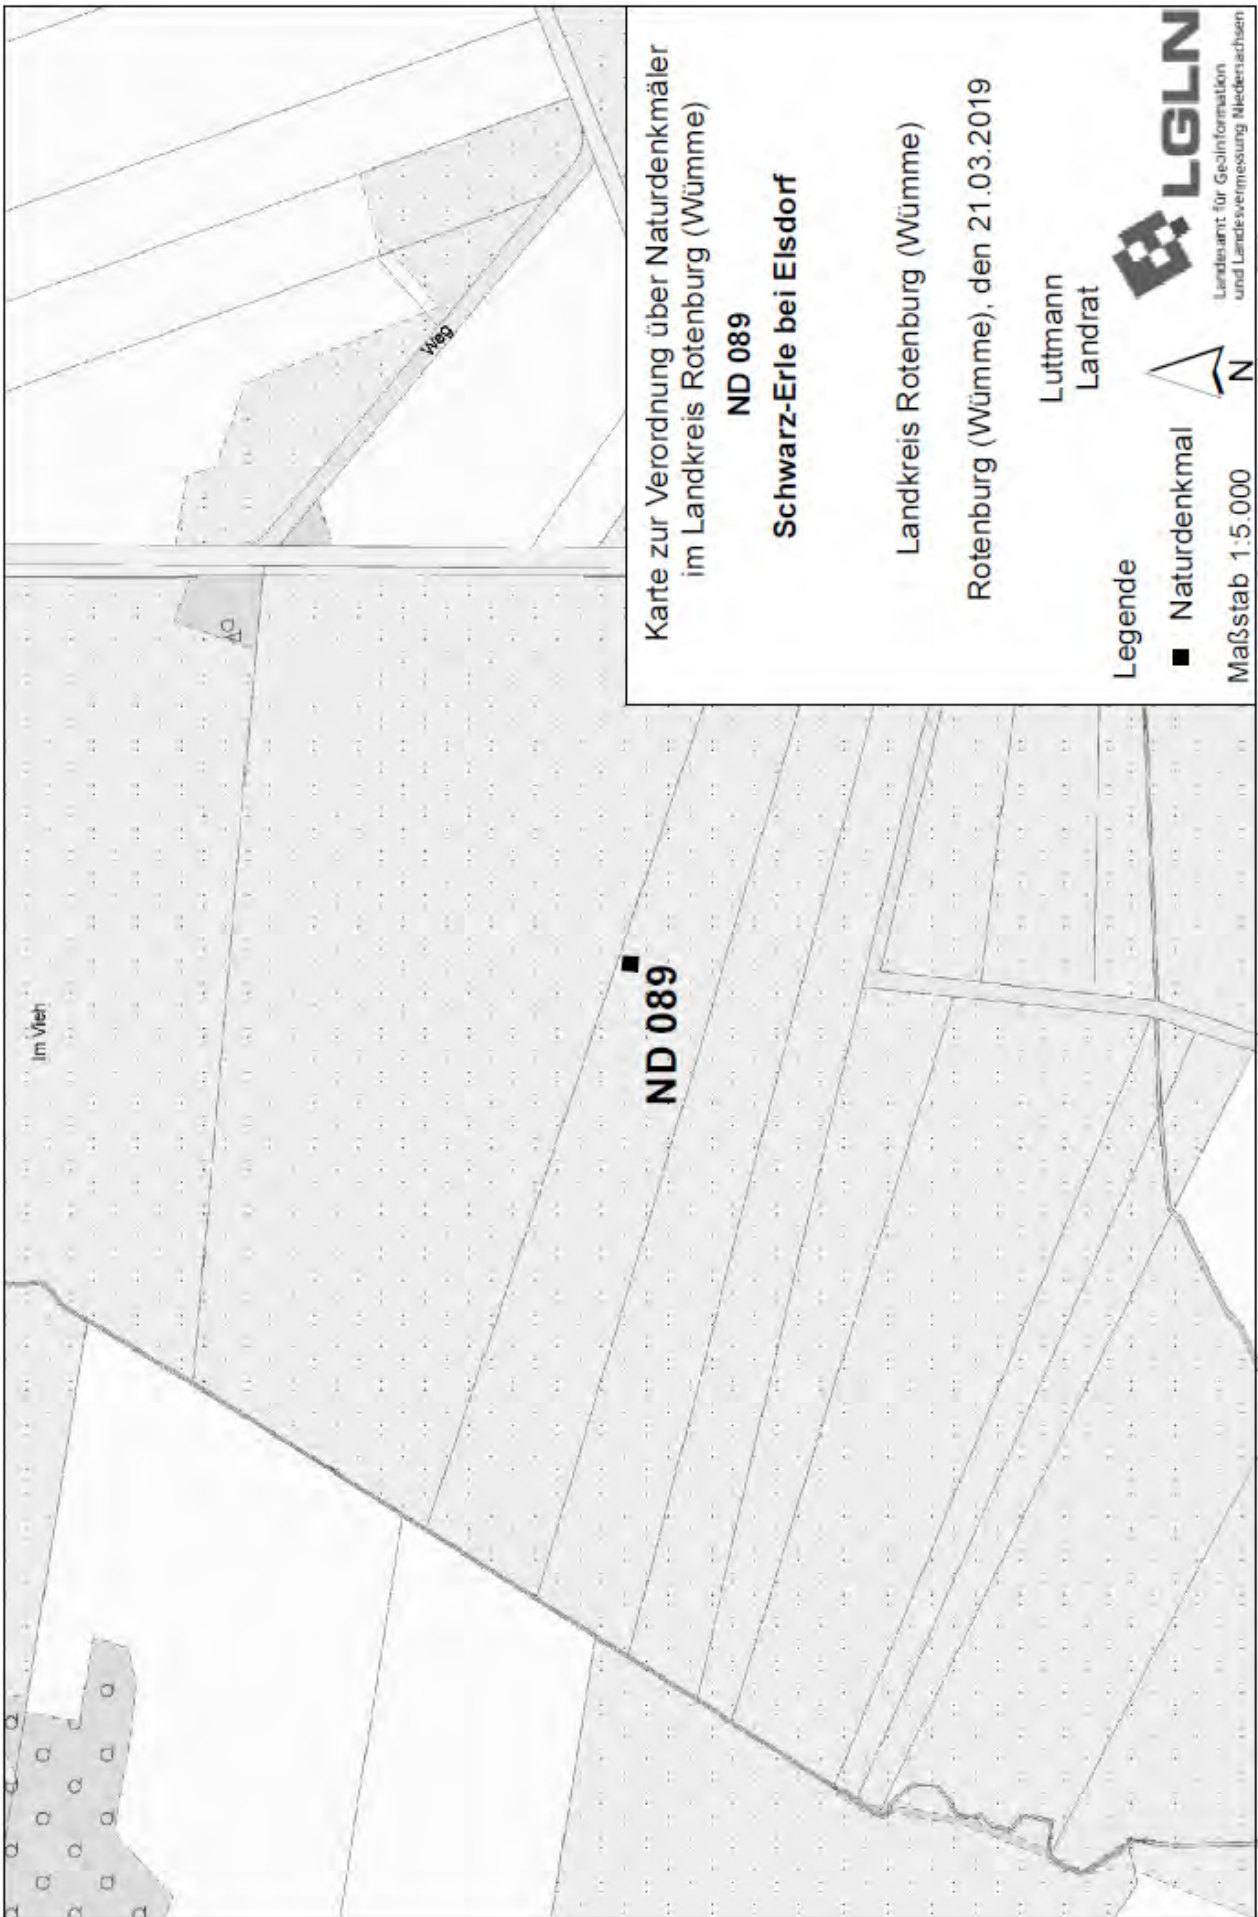 Im Vieh
Weg
ND 089
Karte zur Verordnung über Naturdenkmäler
im Landkreis Rotenburg (Wümme)
ND 089
Schwarz-Erle bei Elsdorf
Landkreis Rotenburg (Wümme)
Rotenburg (Wümme), den 21.03.2019
Luttmann
Landrat
Legende
Naturdenkmal
Maßstab 1:5.000
N
LGLN
Landesamt für Geoinformation
und Landesvermessung Niedersachsen